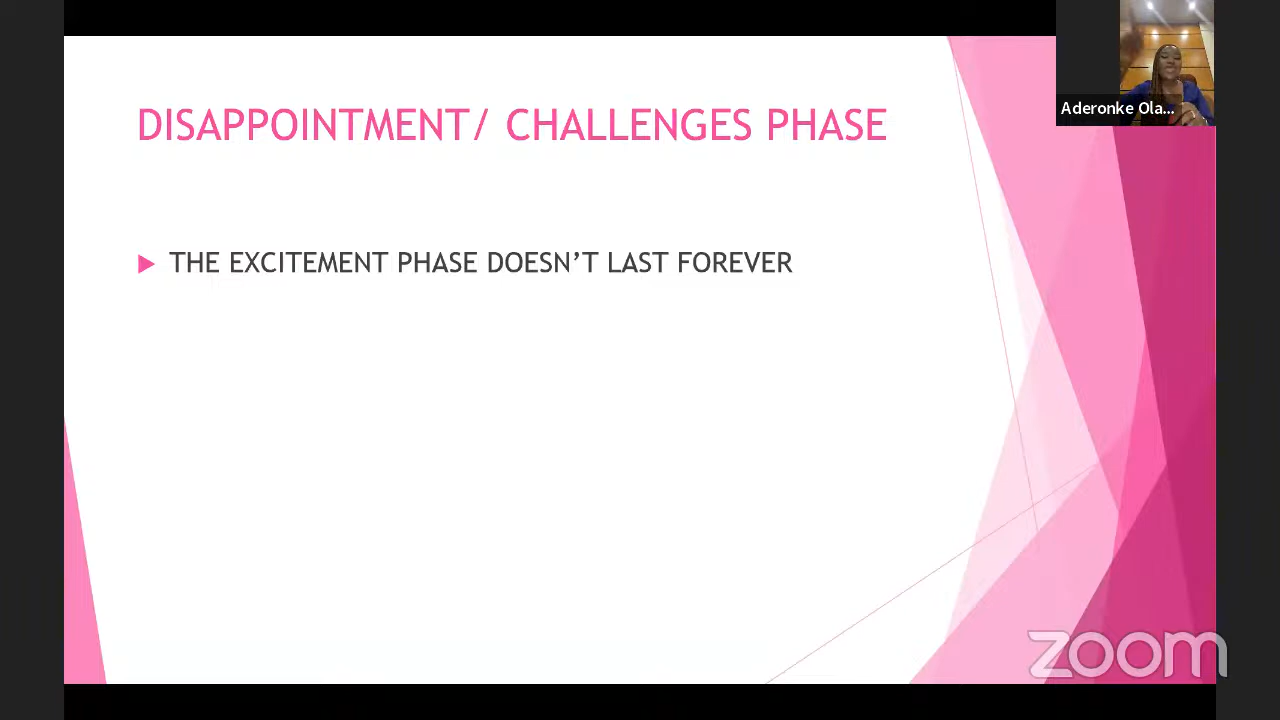 DISAPPOINTMENT/ CHALLENGES PHASE
THE EXCITEMENT PHASE DOESN’T LAST FOREVER
Aderonke Ola...
zoom